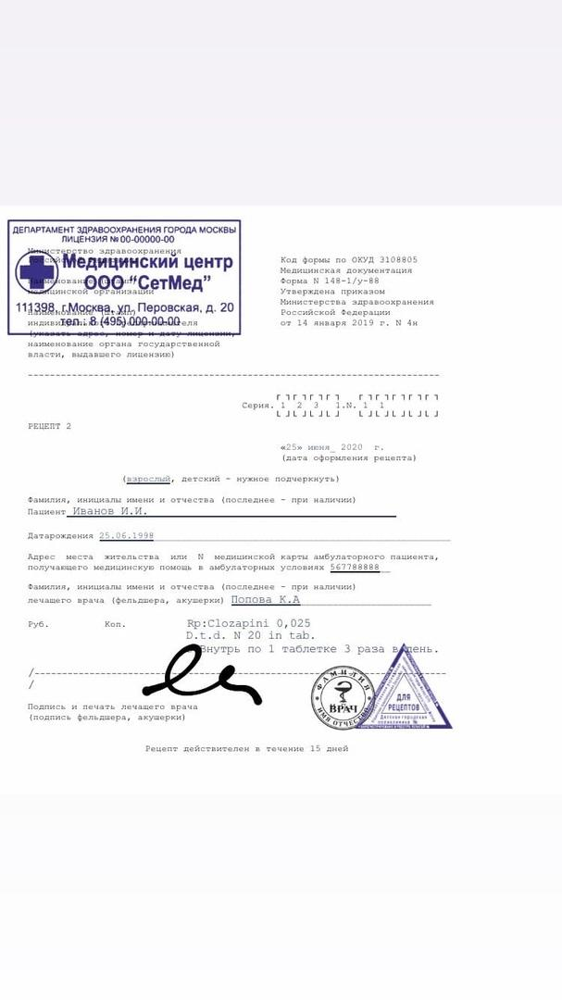 ДЕПАРТАМЕНТ ЗДРАВООХРАНЕНИЯ ГОРОДА МОСКВЫ
ЛИЦЕНЗИЯ №00-00000-00
Министерство здравоохранения
Медицинский центр
ООО “СетМед”
медицинской организации
111398, г.Москва, ул. Перовская, д. 20
тел.: 8 (495) 000-00-00
(указать адрес, номер и дату лицензии,
наименование органа государственной
власти, выдавшего лицензию)
Код формы по ОКУД 3108805
Медицинская документация
Форма N 148-1/у-88
Утверждена приказом
Министерства здравоохранения
Российской Федерации
от 14 января 2019 г. N 4н
Серия. 1 2 3 1.N. 1 1
РЕЦЕПТ 2
«25» июня_ 2020 г.
(дата оформления рецепта)
(взрослый, детский - нужное подчеркнуть)
Фамилия, инициалы имени и отчества (последнее - при наличии)
Пациент Иванов И.И.
Датарождения 25.06.1998
Адрес места жительства или N медицинской карты амбулаторного пациента,
получающего медицинскую помощь в амбулаторных условиях 567788888
Фамилия, инициалы имени и отчества (последнее - при наличии)
лечащего врача (фельдшера, акушерки) Попова К.А
Руб. Коп. Rp:Clozapini 0,025
D.t.d. N 20 in tab.
Внутрь по 1 таблетке 3 раза в день.
/
/
ФАМИЛИЯ
ВРАЧ
ИМЯ ОТЧЕСТВО
ДЛЯ
РЕЦЕПТОВ
Детская городская
поликлиника №
Подпись и печать лечащего врача
(подпись фельдшера, акушерки)
Рецепт действителен в течение 15 дней